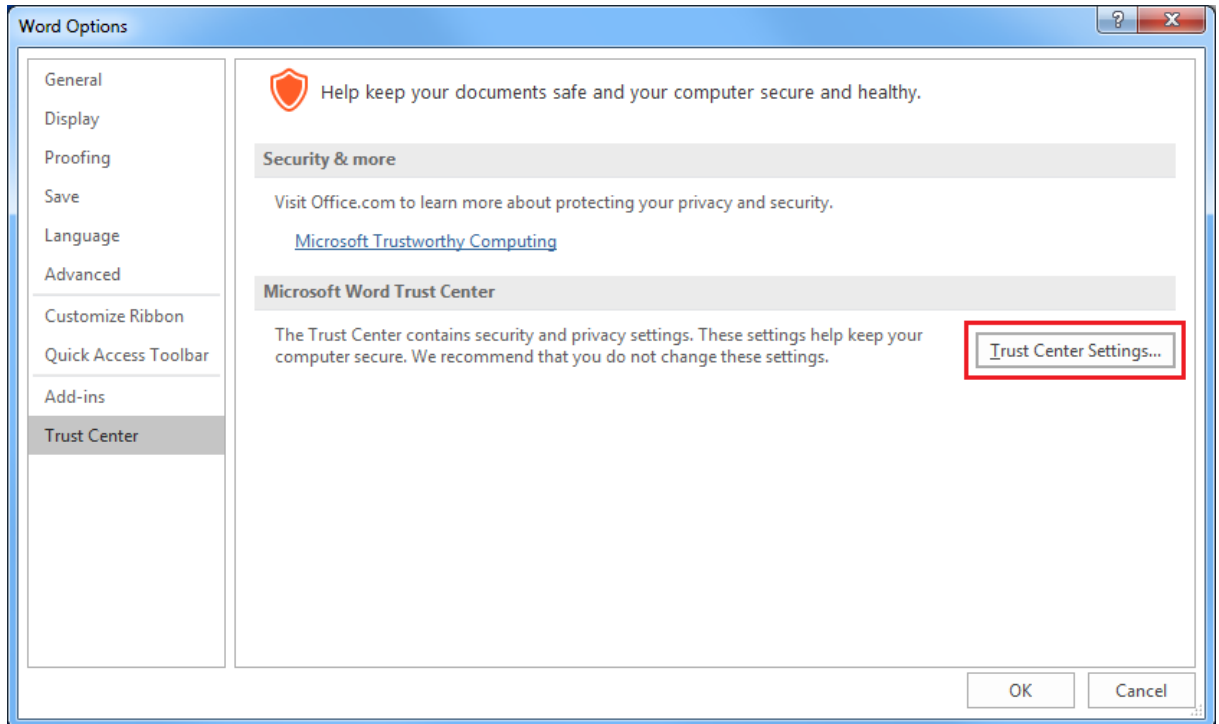 Word Options
General
Display
Proofing
Save
Language
Advanced
Customize Ribbon
Quick Access Toolbar
Add-ins
Trust Center
Help keep your documents safe and your computer secure and healthy.
Security & more
Visit Office.com to learn more about protecting your privacy and security.
Microsoft Trustworthy Computing
Microsoft Word Trust Center
The Trust Center contains security and privacy settings. These settings help keep your
computer secure. We recommend that you do not change these settings.
Trust Center Settings...
OK
Cancel